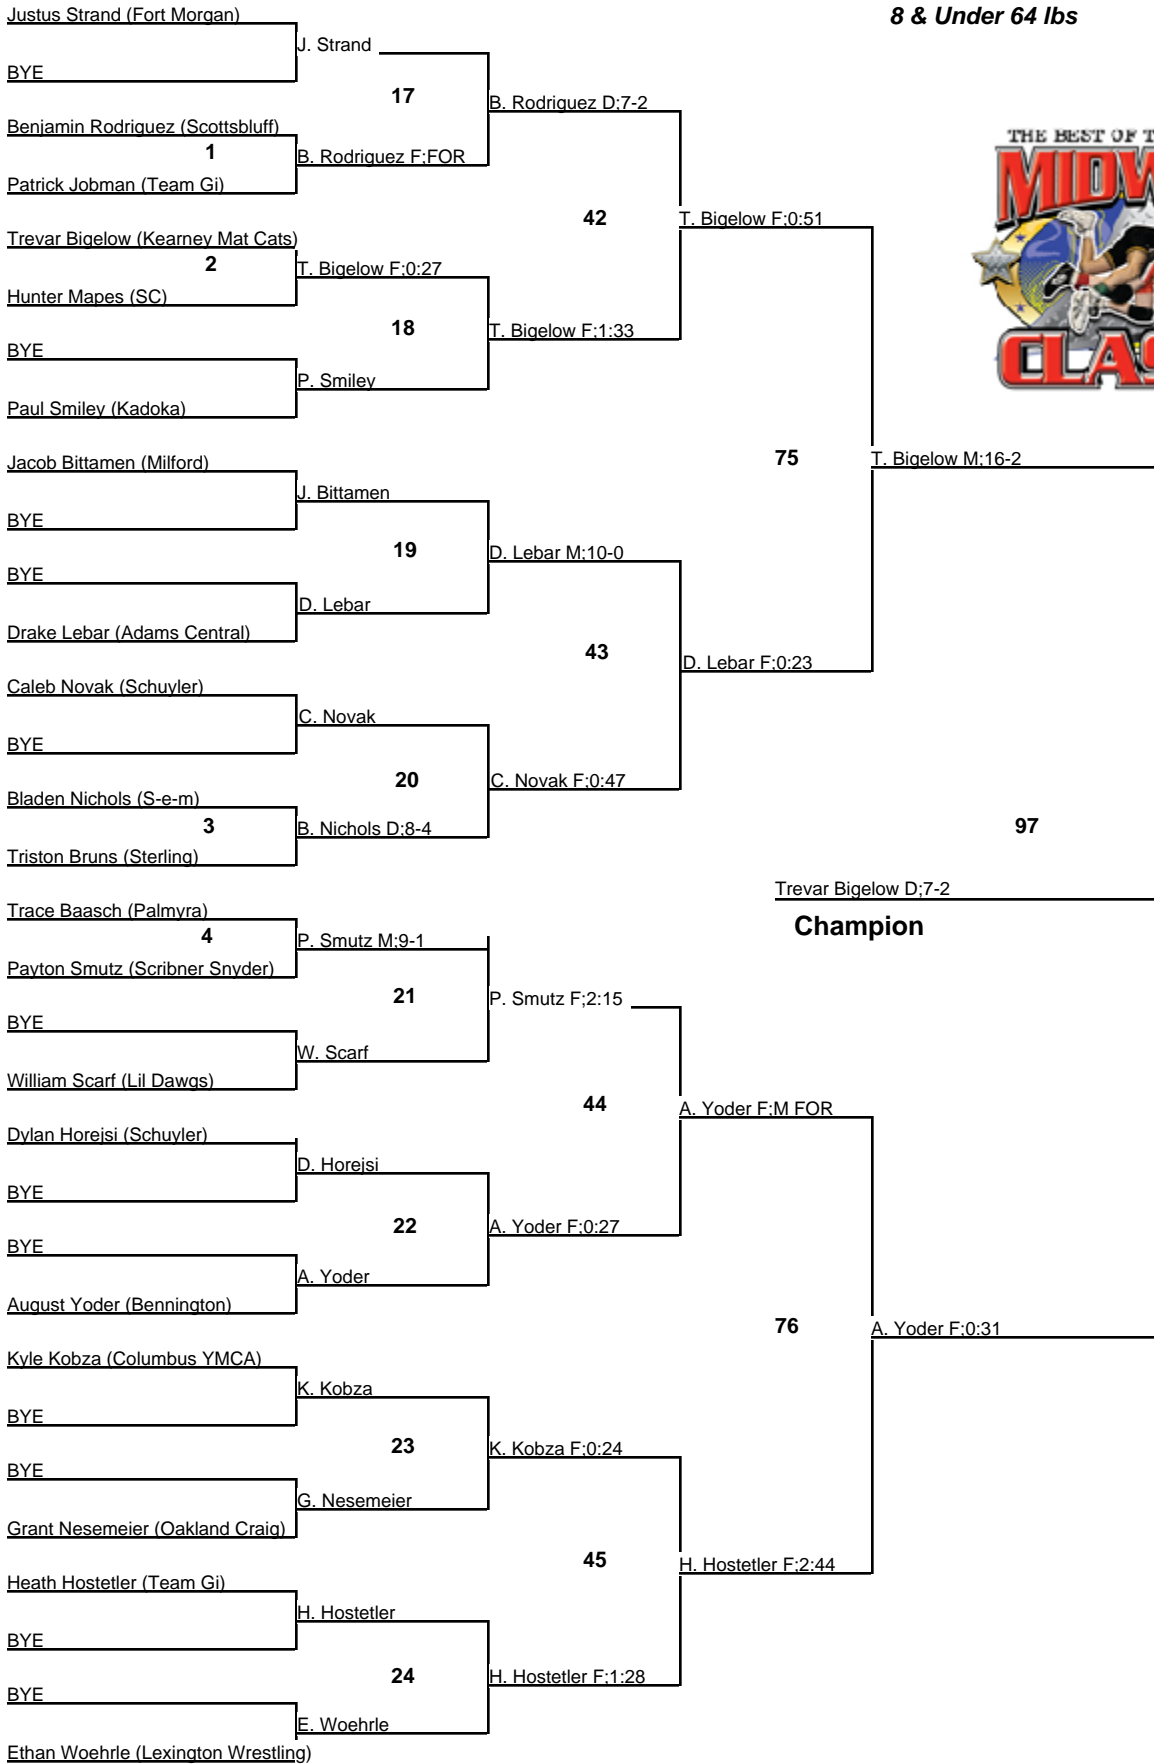 Justus Strand (Fort Morgan)
8 & Under 64 lbs
J. Strand
BYE
17
B. Rodriguez D;7-2
Benjamin Rodriguez (Scottsbluff)
1
B. Rodriguez F;FOR
Patrick Jobman (Team Gi)
THE BEST OF T
MIDW
CLAS
42
T. Bigelow F;0:51
Trevar Bigelow (Kearney Mat Cats)
2
T. Bigelow F;0:27
Hunter Mapes (SC)
18
T. Bigelow F;1:33
BYE
P. Smiley
Paul Smiley (Kadoka)
75
T. Bigelow M;16-2
Jacob Bittamen (Milford)
J. Bittamen
BYE
19
D. Lebar M;10-0
BYE
D. Lebar
Drake Lebar (Adams Central)
43
D. Lebar F;0:23
Caleb Novak (Schuyler)
C. Novak
BYE
20
C. Novak F;0:47
Bladen Nichols (S-e-m)
3
B. Nichols D;8-4
97
Triston Bruns (Sterling)
Trevar Bigelow D;7-2
Champion
Trace Baasch (Palmyra)
4
P. Smutz M;9-1
Payton Smutz (Scribner Snyder)
21
P. Smutz F;2:15
BYE
W. Scarf
William Scarf (Lil Dawgs)
44
A. Yoder F;M FOR
Dylan Horejsi (Schuyler)
D. Horejsi
BYE
22
A. Yoder F;0:27
BYE
A. Yoder
August Yoder (Bennington)
76
A. Yoder F;0:31
Kyle Kobza (Columbus YMCA)
K. Kobza
BYE
23
K. Kobza F;0:24
BYE
G. Nesemeier
Grant Nesemeier (Oakland Craig)
45
H. Hostetler F;2:44
Heath Hostetler (Team Gi)
H. Hostetler
BYE
24
H. Hostetler F;1:28
BYE
E. Woehrle
Ethan Woehrle (Lexington Wrestling)